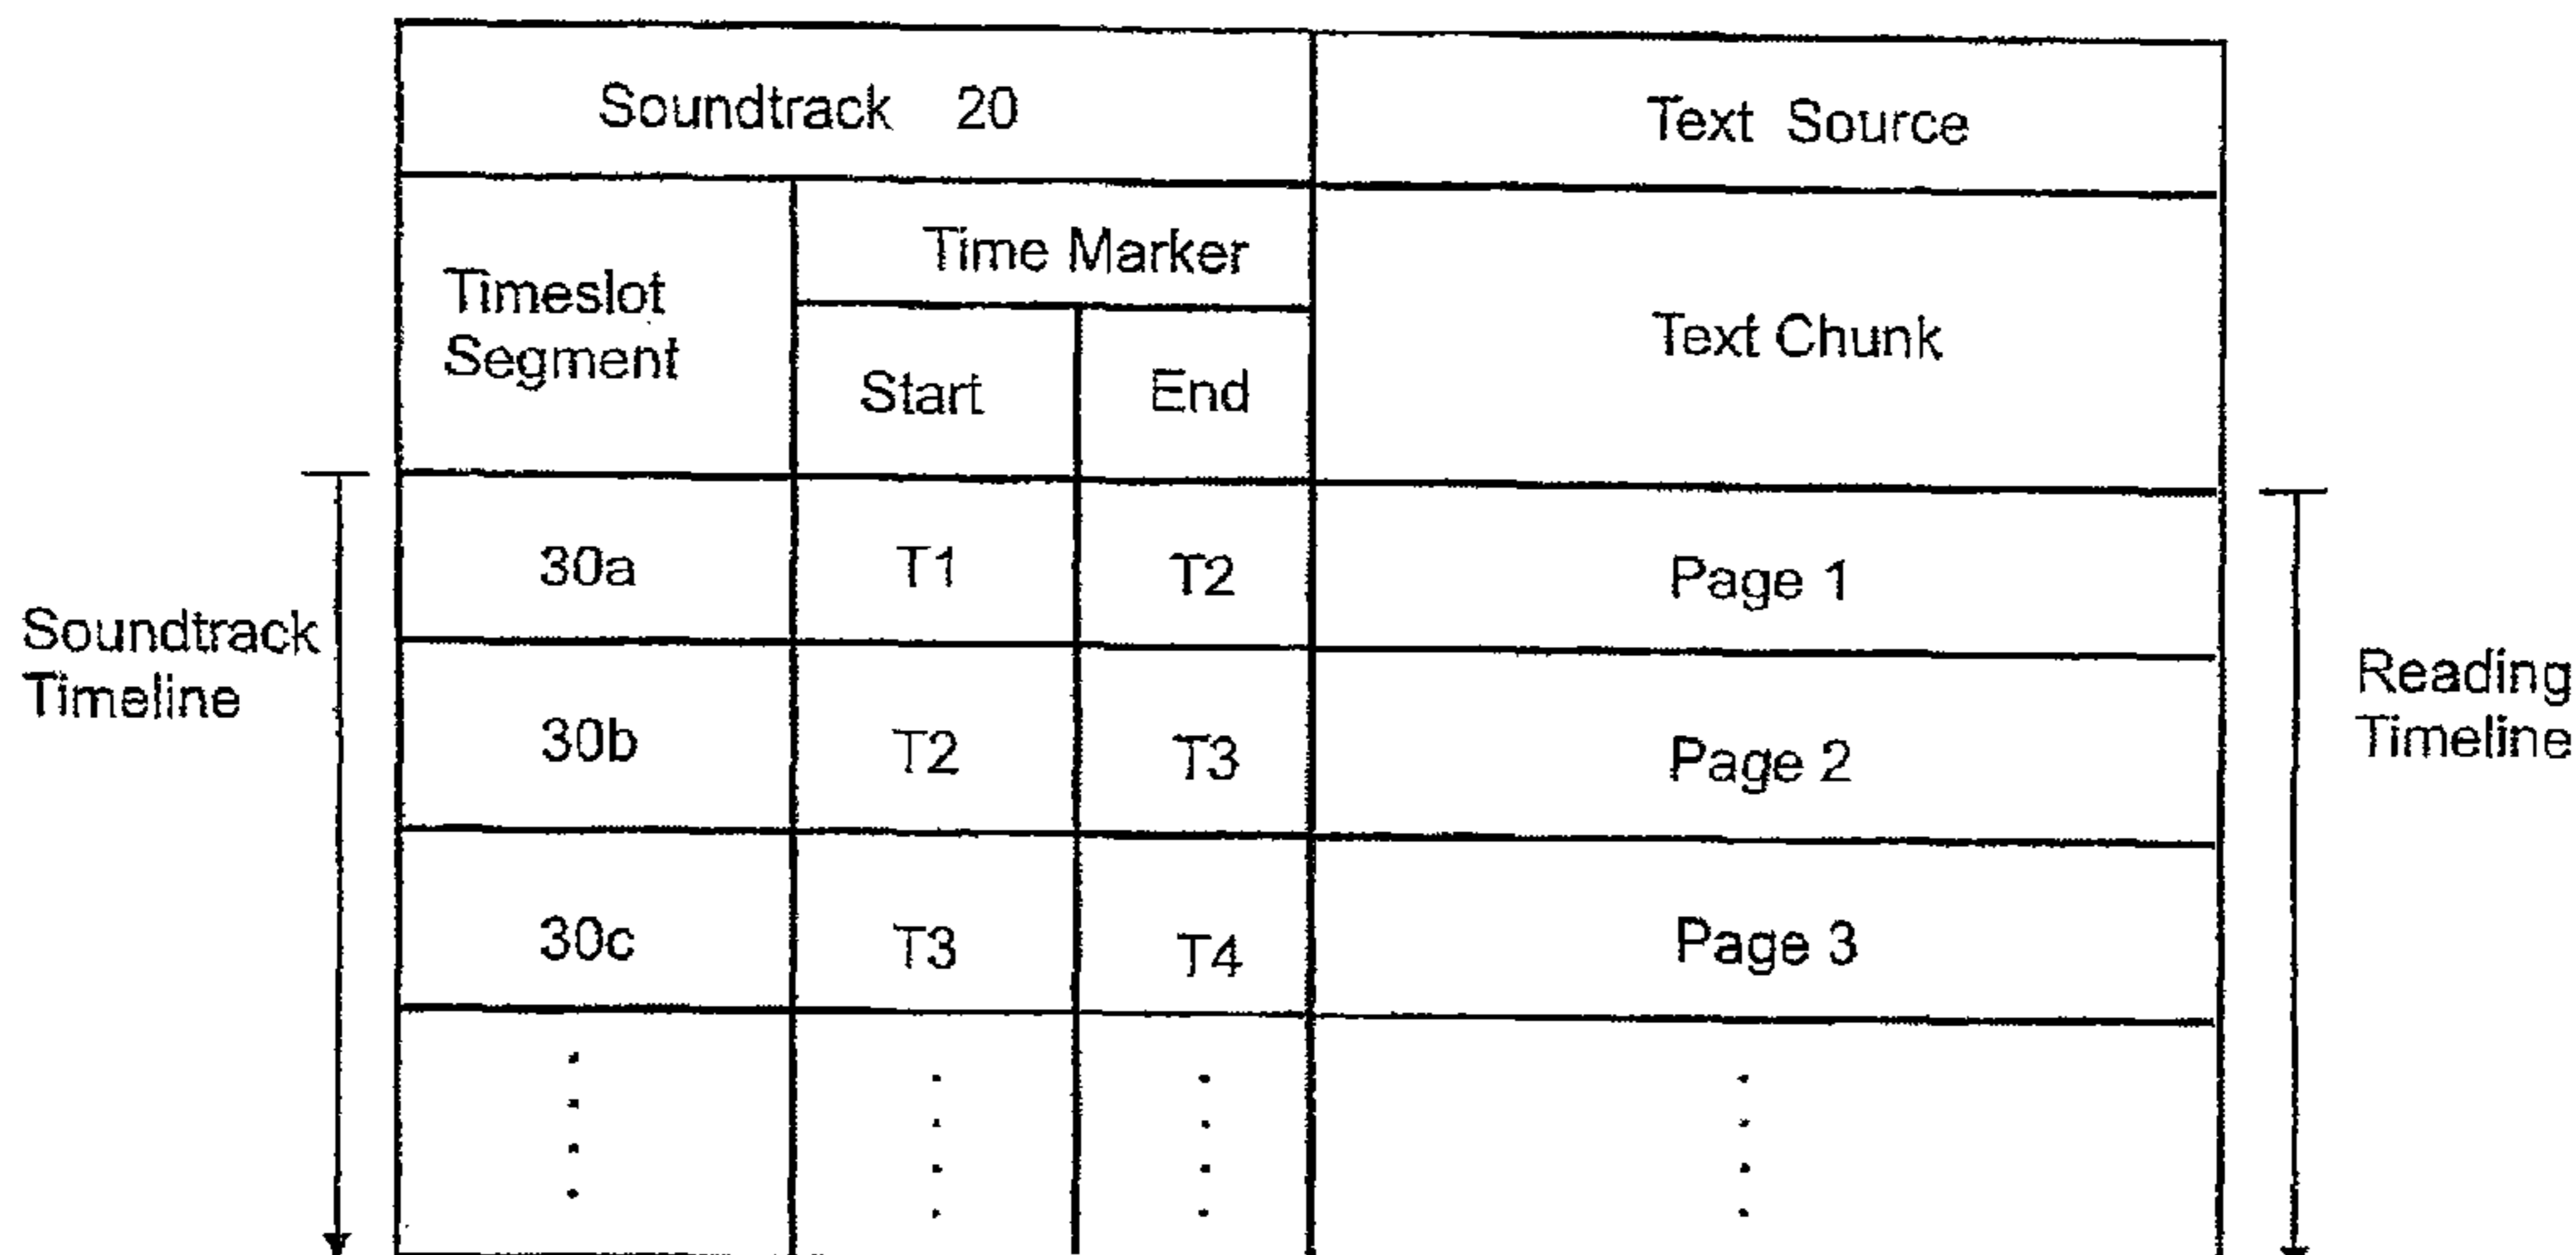 Soundtrack 20
Text Source
Timeslot
Segment
Time Marker
Start
End
Text Chunk
30a
T1
T2
Page 1
30b
T2
T3
Page 2
30c
T3
T4
Page 3
Soundtrack
Timeline
Reading
Timeline